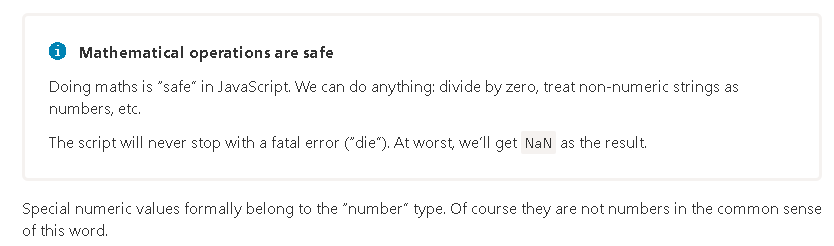 Mathematical operations are safe
Doing maths is “safe” in JavaScript. We can do anything: divide by zero, treat non-numeric strings as
numbers, etc.
The script will never stop with a fatal error (“die”). At worst, we’ll get NaN as the result.
Special numeric values formally belong to the “number” type. Of course they are not numbers in the common sense
of this word.